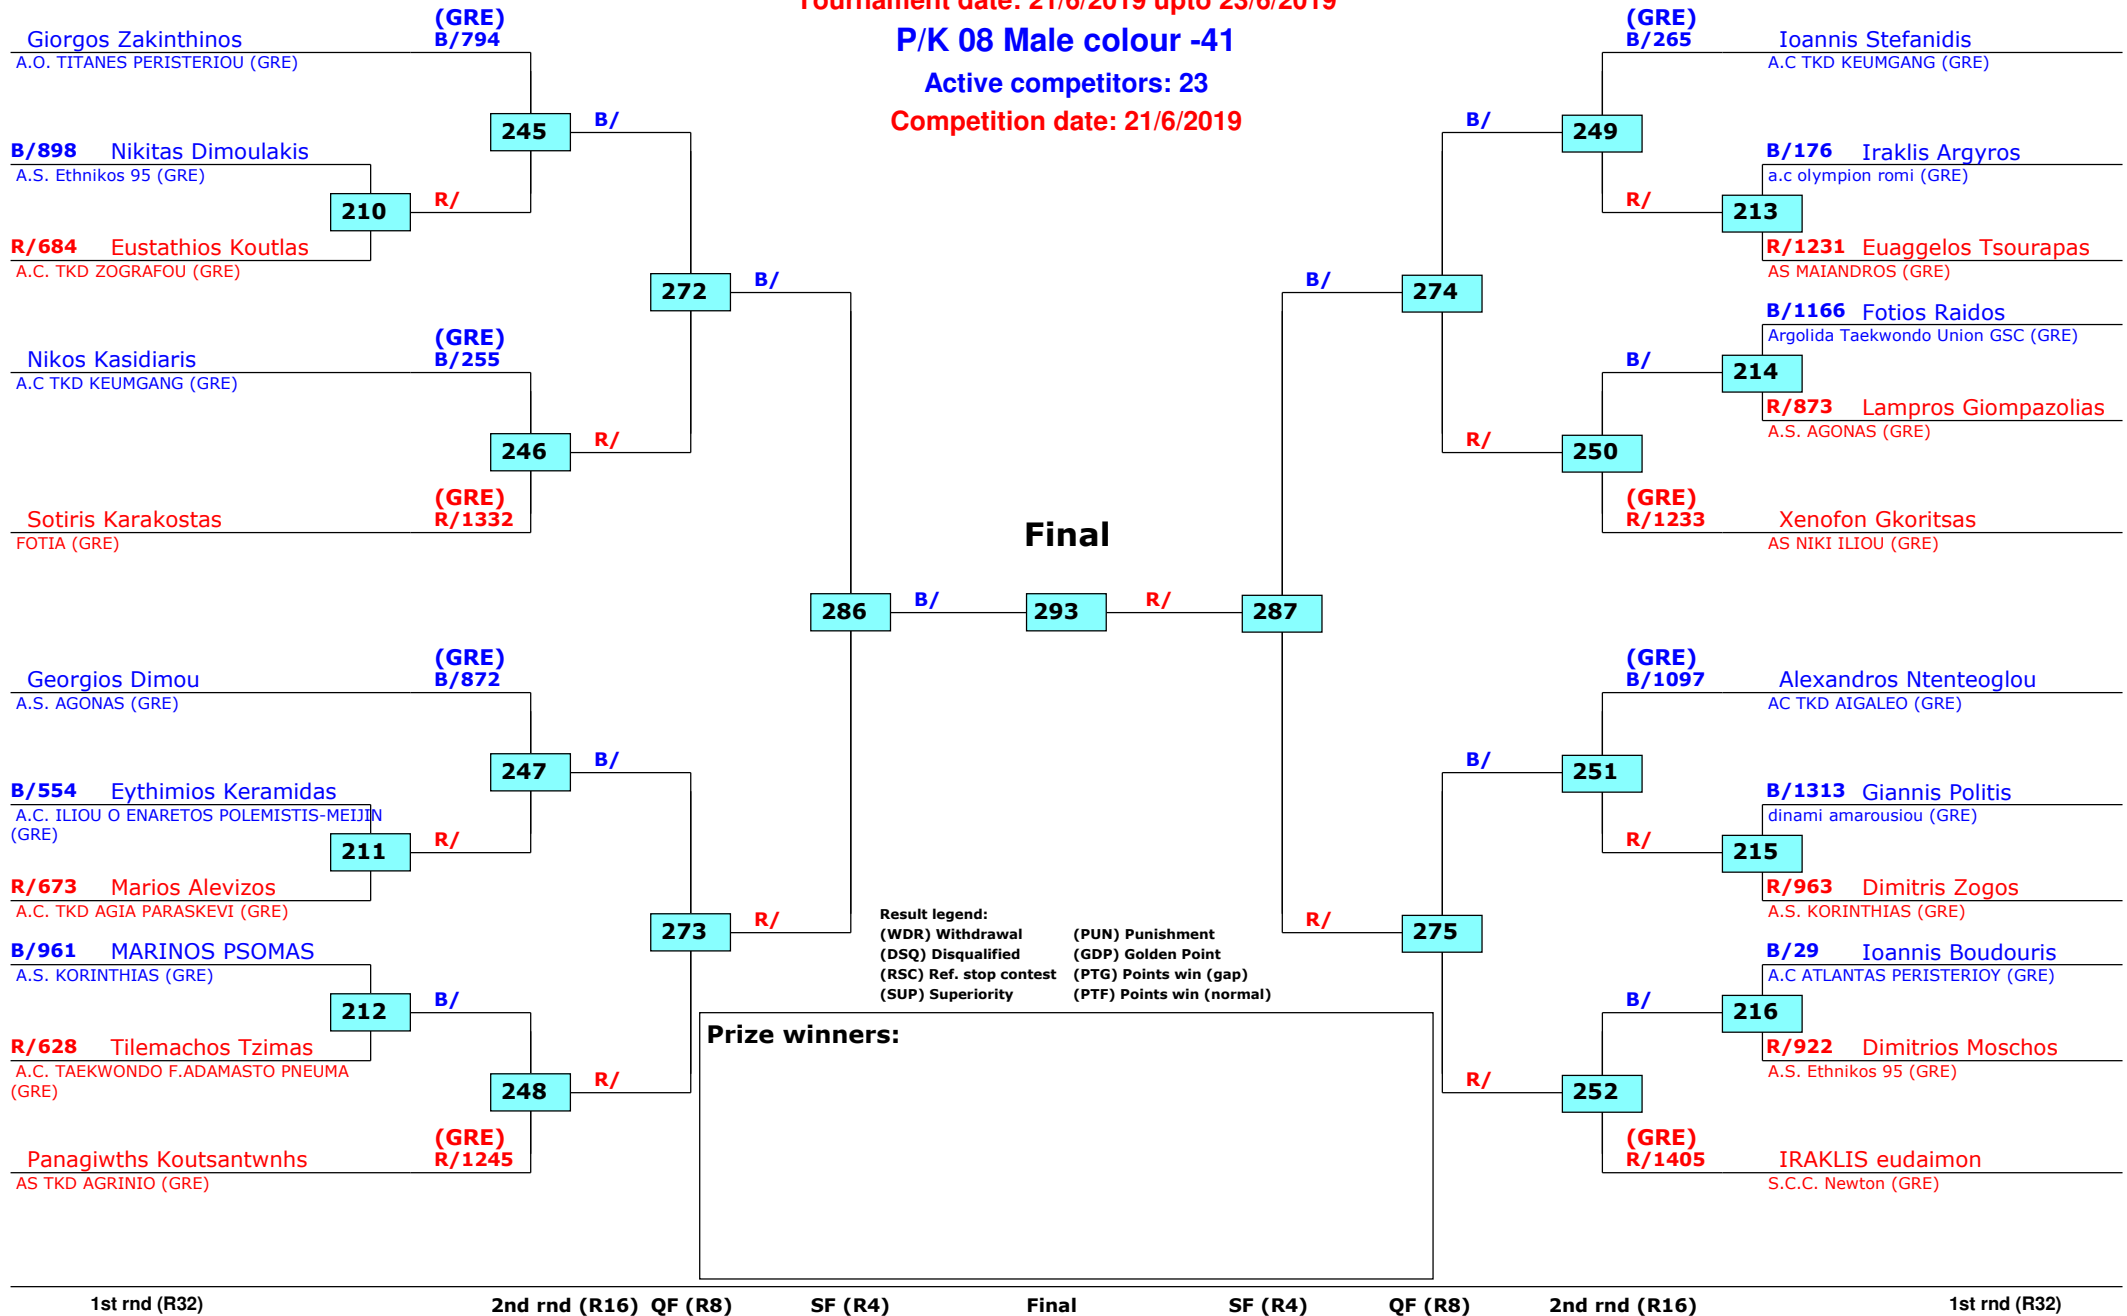 Tournament date: 21/6/2019 upto 23/6/2019
P/K 08 Male colour -41
Active competitors: 23
Competition date: 21/6/2019
(GRE)
Giorgos Zakinthinos B/794
A.O. TITANES PERISTERIOU (GRE)
245 B/
B/898 Nikitas Dimoulakis
A.S. Ethnikos 95 (GRE)
210 R/
R/684 Eustathios Koutlas
A.C. TKD ZOGRAFOU (GRE)
272 B/
(GRE)
Nikos Kasidiaris B/255
A.C TKD KEUMGANG (GRE)
246 R/
(GRE)
Sotiris Karakostas R/1332
FOTIA (GRE)
286 B/
(GRE)
Georgios Dimou B/872
A.S. AGONAS (GRE)
247 B/
B/554 Eythimios Keramidas
A.C. ILIOU O ENARETOS POLEMISTIS-MEIJIN
(GRE)
211 R/
R/673 Marios Alevizos
A.C. TKD AGIA PARASKEVI (GRE)
273 R/
B/961 MARINOS PSOMAS
A.S. KORINTHIAS (GRE)
212 B/
R/628 Tilemachos Tzimas
A.C. TAEKWONDO F.ADAMASTO PNEUMA
(GRE)
248 R/
(GRE)
Panagiwths Koutsantwnhs R/1245
AS TKD AGRINIO (GRE)
Final
293
(GRE)
B/265 Ioannis Stefanidis
A.C TKD KEUMGANG (GRE)
B/ 249
B/176 Iraklis Argyros
a.c olympion romi (GRE)
R/ 213
R/1231 Euaggelos Tsourapas
AS MAIANDROS (GRE)
B/ 274
B/1166 Fotios Raidos
Argolida Taekwondo Union GSC (GRE)
B/ 214
R/873 Lampros Giompazolias
A.S. AGONAS (GRE)
R/ 250
(GRE)
R/1233 Xenofon Gkoritsas
AS NIKI ILIOU (GRE)
R/ 287
(GRE)
B/1097 Alexandros Ntenteoglou
AC TKD AIGALEO (GRE)
B/ 251
B/1313 Giannis Politis
dinami amarousiou (GRE)
R/ 215
R/963 Dimitris Zogos
A.S. KORINTHIAS (GRE)
R/ 275
B/29 Ioannis Boudouris
A.C ATLANTAS PERISTERIOY (GRE)
B/ 216
R/922 Dimitrios Moschos
A.S. Ethnikos 95 (GRE)
R/ 252
(GRE)
R/1405 IRAKLIS eudaimon
S.C.C. Newton (GRE)
Result legend:
(WDR) Withdrawal (PUN) Punishment
(DSQ) Disqualified (GDP) Golden Point
(RSC) Ref. stop contest (PTG) Points win (gap)
(SUP) Superiority (PTF) Points win (normal)
Prize winners:
1st rnd (R32) 2nd rnd (R16) QF (R8) SF (R4) Final SF (R4) QF (R8) 2nd rnd (R16) 1st rnd (R32)